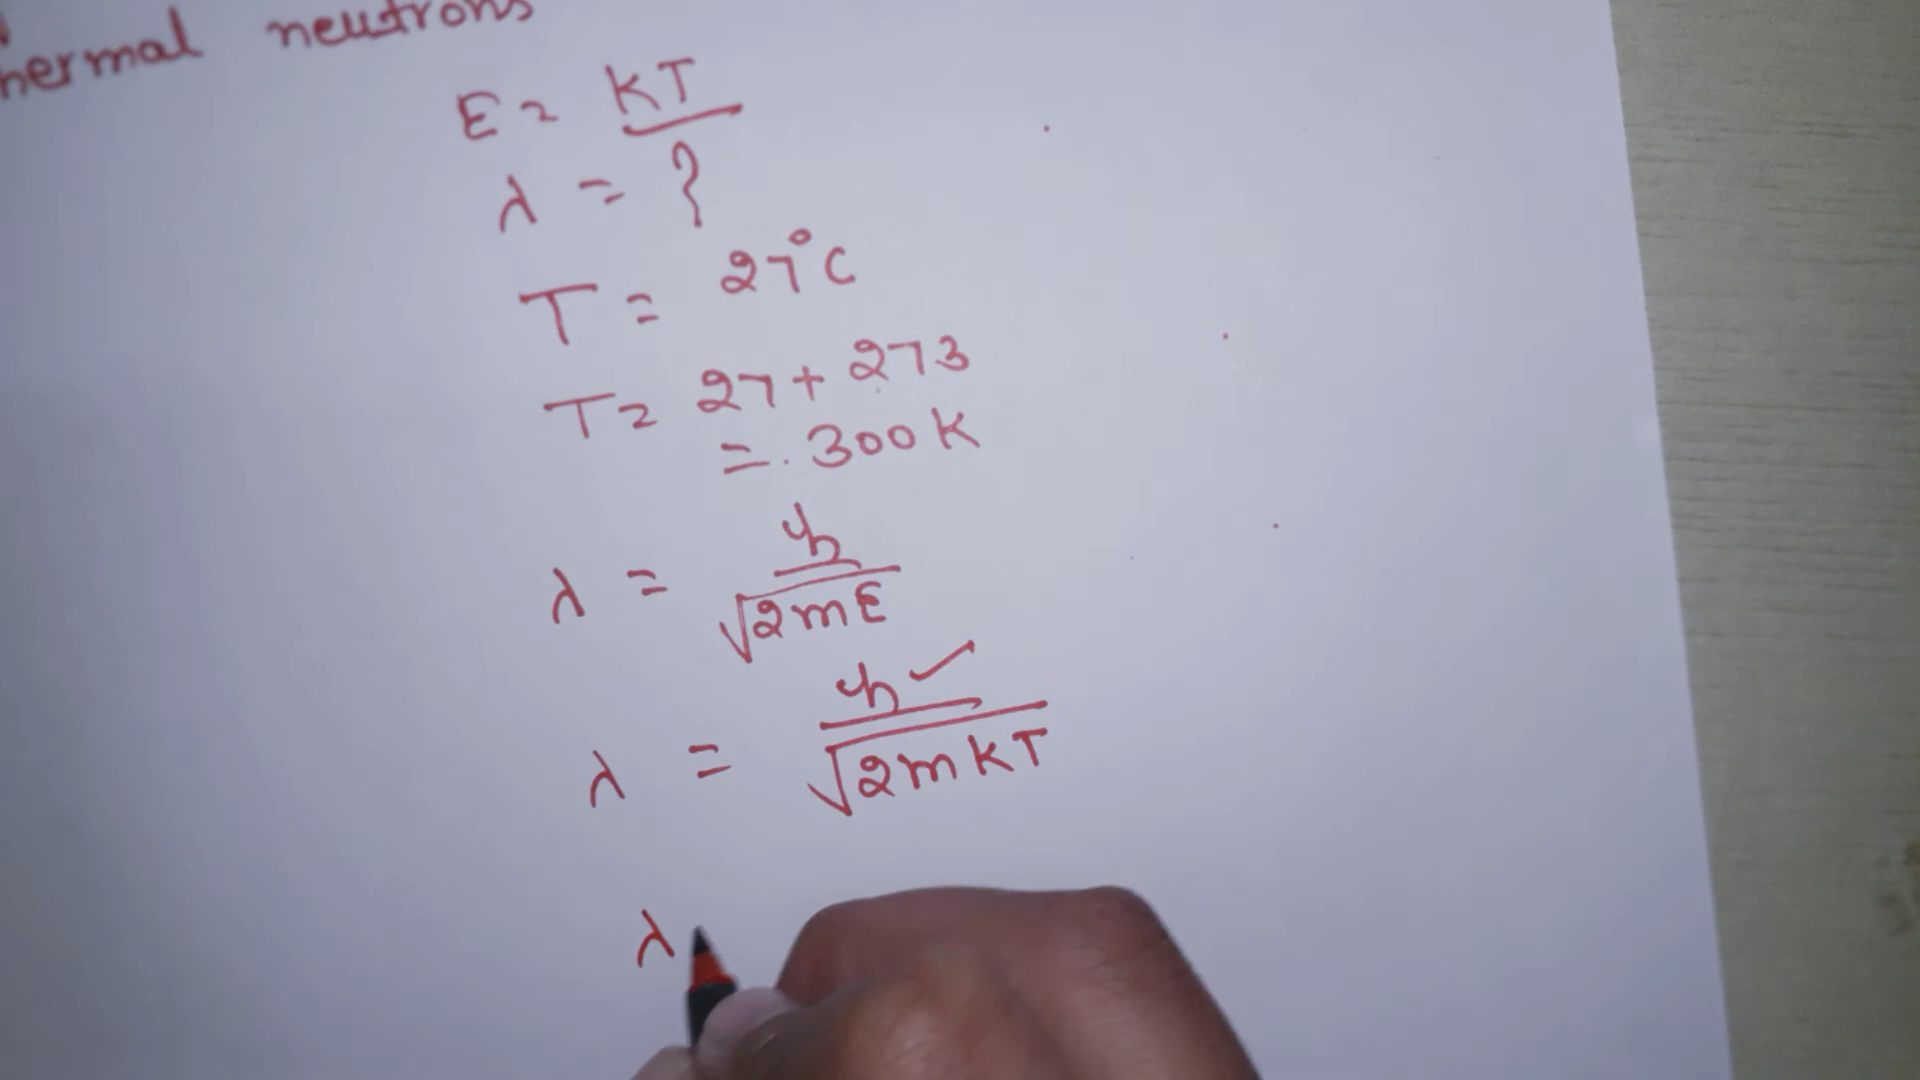 hermal neutrons
E = KT
λ = ?
T = 27°C
T = 27 + 273
= 300 K
λ = h / √2mE
λ = h ✓ / √2mKT
λ